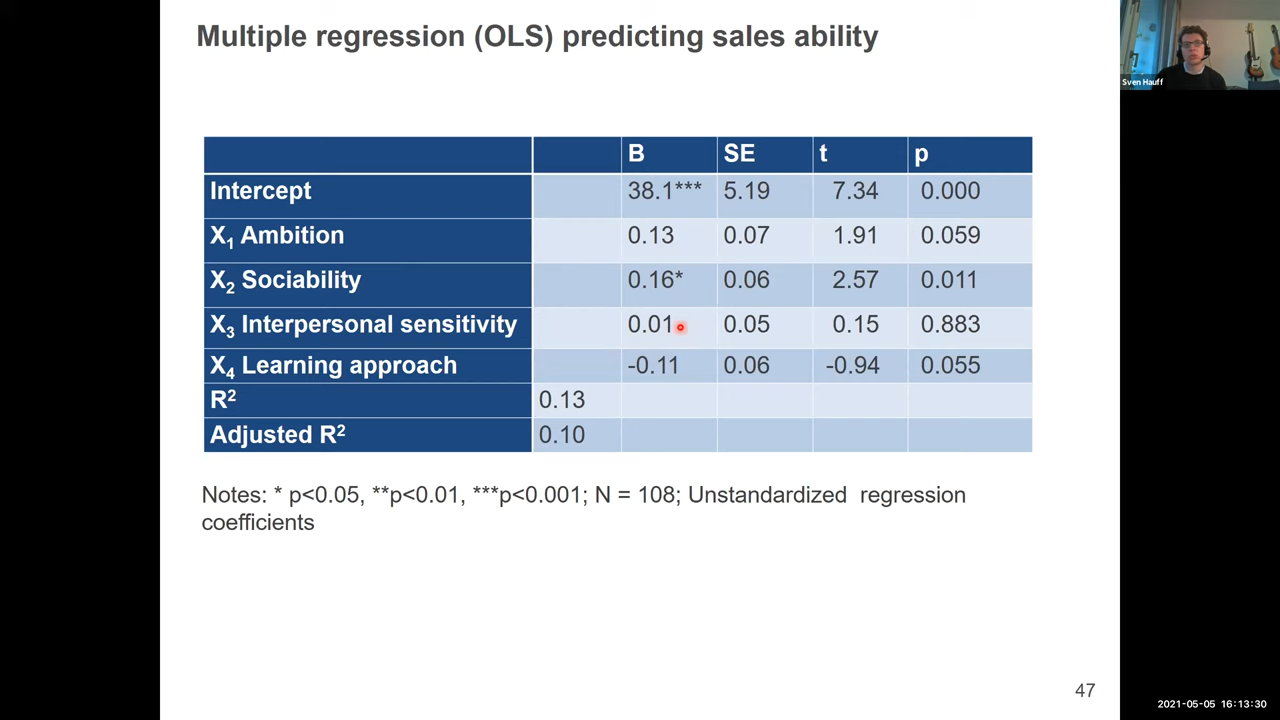 Multiple regression (OLS) predicting sales ability
Sven Hauff
B SE t p
Intercept 38.1*** 5.19 7.34 0.000
X1 Ambition 0.13 0.07 1.91 0.059
X2 Sociability 0.16* 0.06 2.57 0.011
X3 Interpersonal sensitivity 0.01 0.05 0.15 0.883
X4 Learning approach -0.11 0.06 -0.94 0.055
R2 0.13
Adjusted R2 0.10
Notes: * p<0.05, **p<0.01, ***p<0.001; N = 108; Unstandardized regression
coefficients
47
2021-05-05 16:13:30